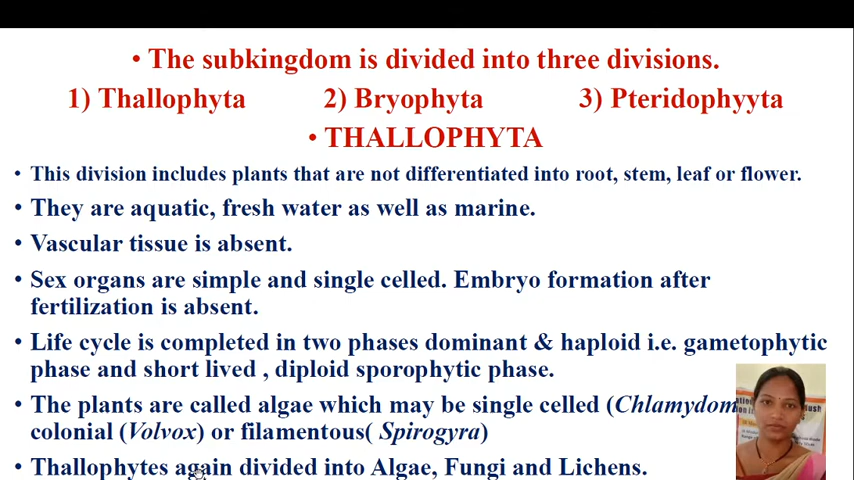 • The subkingdom is divided into three divisions.
1) Thallophyta 2) Bryophyta 3) Pteridophyyta
• THALLOPHYTA
• This division includes plants that are not differentiated into root, stem, leaf or flower.
• They are aquatic, fresh water as well as marine.
• Vascular tissue is absent.
• Sex organs are simple and single celled. Embryo formation after
fertilization is absent.
• Life cycle is completed in two phases dominant & haploid i.e. gametophytic
phase and short lived , diploid sporophytic phase.
• The plants are called algae which may be single celled (Chlamydom
colonial (Volvox) or filamentous( Spirogyra)
• Thallophytes again divided into Algae, Fungi and Lichens.